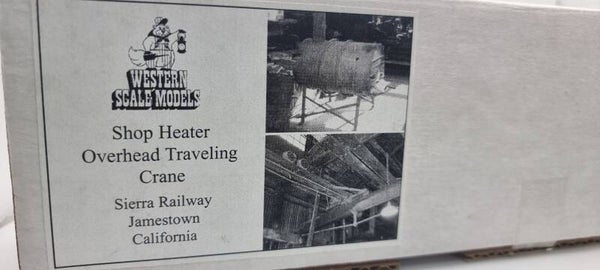 WESTERN
SCALE MODELS
Shop Heater
Overhead Traveling
Crane
Sierra Railway
Jamestown
California